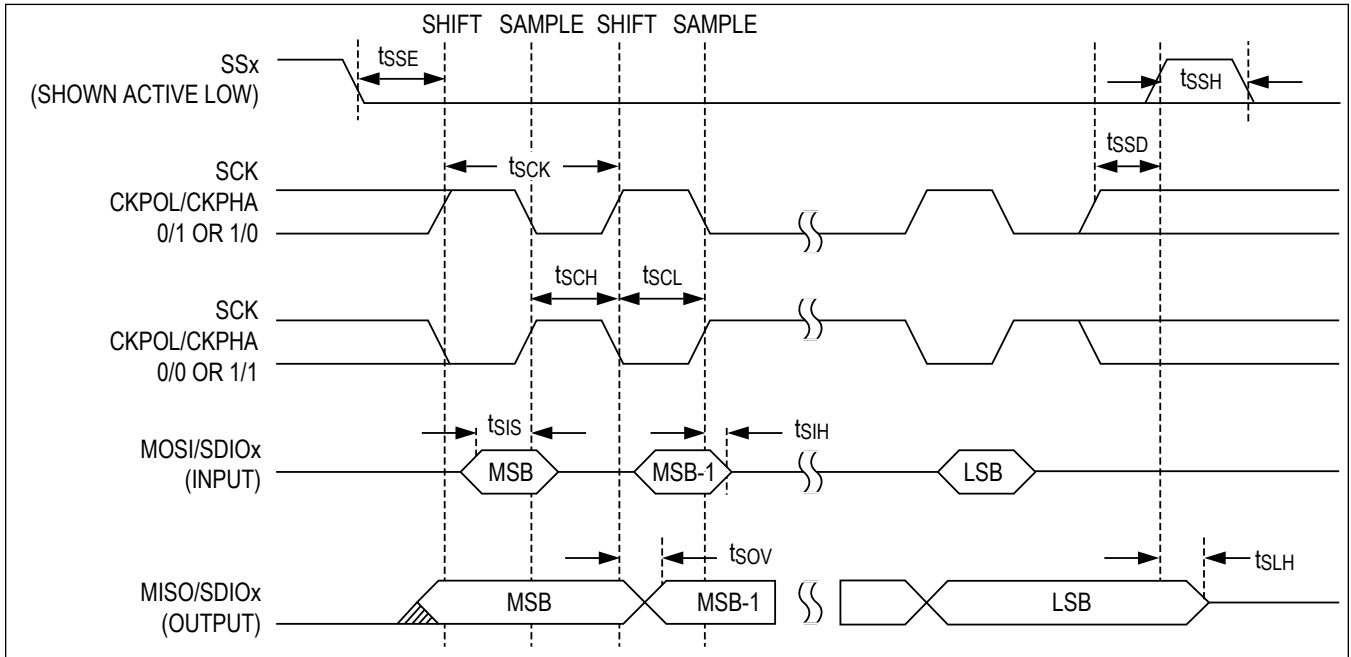 SHIFT SAMPLE SHIFT SAMPLE
SSx
(SHOWN ACTIVE LOW)
tSSE
tSSH
tSSD
SCK
CKPOL/CKPHA
0/1 OR 1/0
tSCK
tSCH
tSCL
SCK
CKPOL/CKPHA
0/0 OR 1/1
MOSI/SDIOx
(INPUT)
tSIS
tSIH
MSB
MSB-1
LSB
tSOV
tSLH
MISO/SDIOx
(OUTPUT)
MSB
MSB-1
LSB